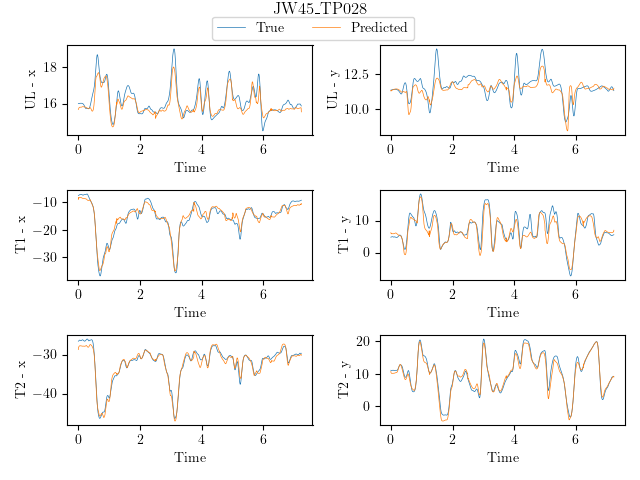 JW45_TP028
True Predicted
UL - x
18
16
0 2 4 6
Time
UL - y
12.5
10.0
0 2 4 6
Time
T1 - x
−10
−20
−30
0 2 4 6
Time
T1 - y
10
0
0 2 4 6
Time
T2 - x
−30
−40
0 2 4 6
Time
T2 - y
20
10
0
0 2 4 6
Time